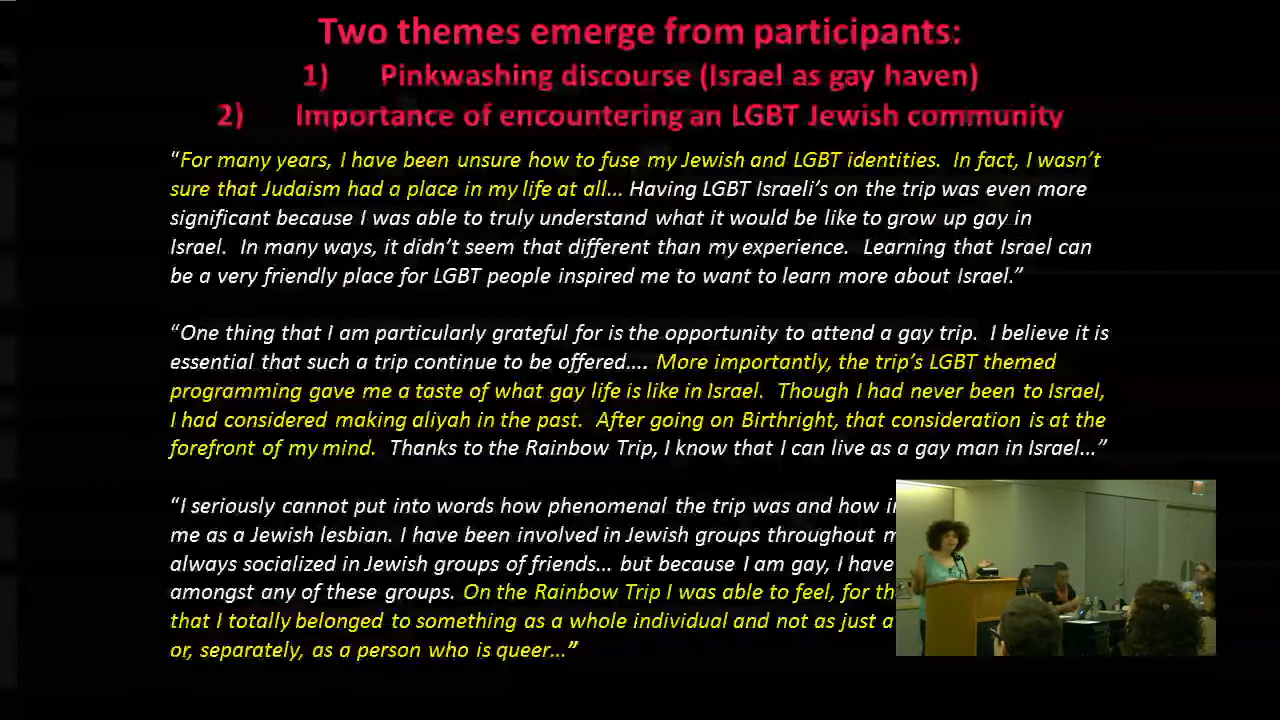 Two themes emerge from participants:
1) Pinkwashing discourse (Israel as gay haven)
2) Importance of encountering an LGBT Jewish community
“For many years, I have been unsure how to fuse my Jewish and LGBT identities. In fact, I wasn’t
sure that Judaism had a place in my life at all... Having LGBT Israeli’s on the trip was even more
significant because I was able to truly understand what it would be like to grow up gay in
Israel. In many ways, it didn’t seem that different than my experience. Learning that Israel can
be a very friendly place for LGBT people inspired me to want to learn more about Israel.”
“One thing that I am particularly grateful for is the opportunity to attend a gay trip. I believe it is
essential that such a trip continue to be offered.... More importantly, the trip’s LGBT themed
programming gave me a taste of what gay life is like in Israel. Though I had never been to Israel,
I had considered making aliyah in the past. After going on Birthright, that consideration is at the
forefront of my mind. Thanks to the Rainbow Trip, I know that I can live as a gay man in Israel...”
“I seriously cannot put into words how phenomenal the trip was and how
me as a Jewish lesbian. I have been involved in Jewish groups throughout
always socialized in Jewish groups of friends... but because I am gay, I have
amongst any of these groups. On the Rainbow Trip I was able to feel, for
that I totally belonged to something as a whole individual and not as just a
or, separately, as a person who is queer...”